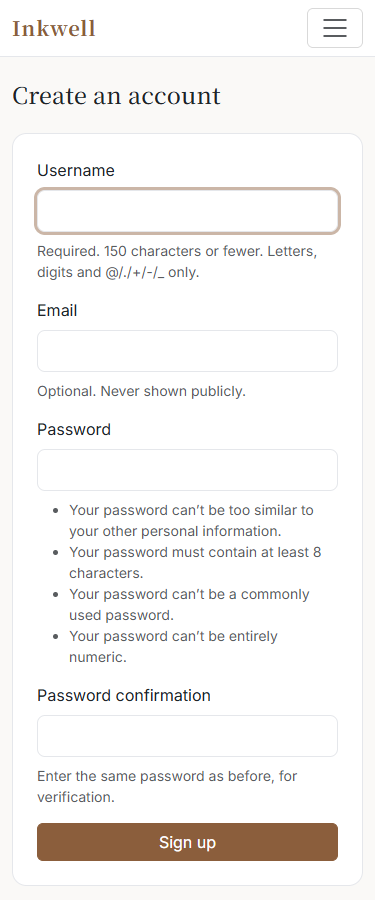 Inkwell
Create an account
Username
Required. 150 characters or fewer. Letters,
digits and @/./+/-/_ only.
Email
Optional. Never shown publicly.
Password
• Your password can’t be too similar to
your other personal information.
• Your password must contain at least 8
characters.
• Your password can’t be a commonly
used password.
• Your password can’t be entirely
numeric.
Password confirmation
Enter the same password as before, for
verification.
Sign up